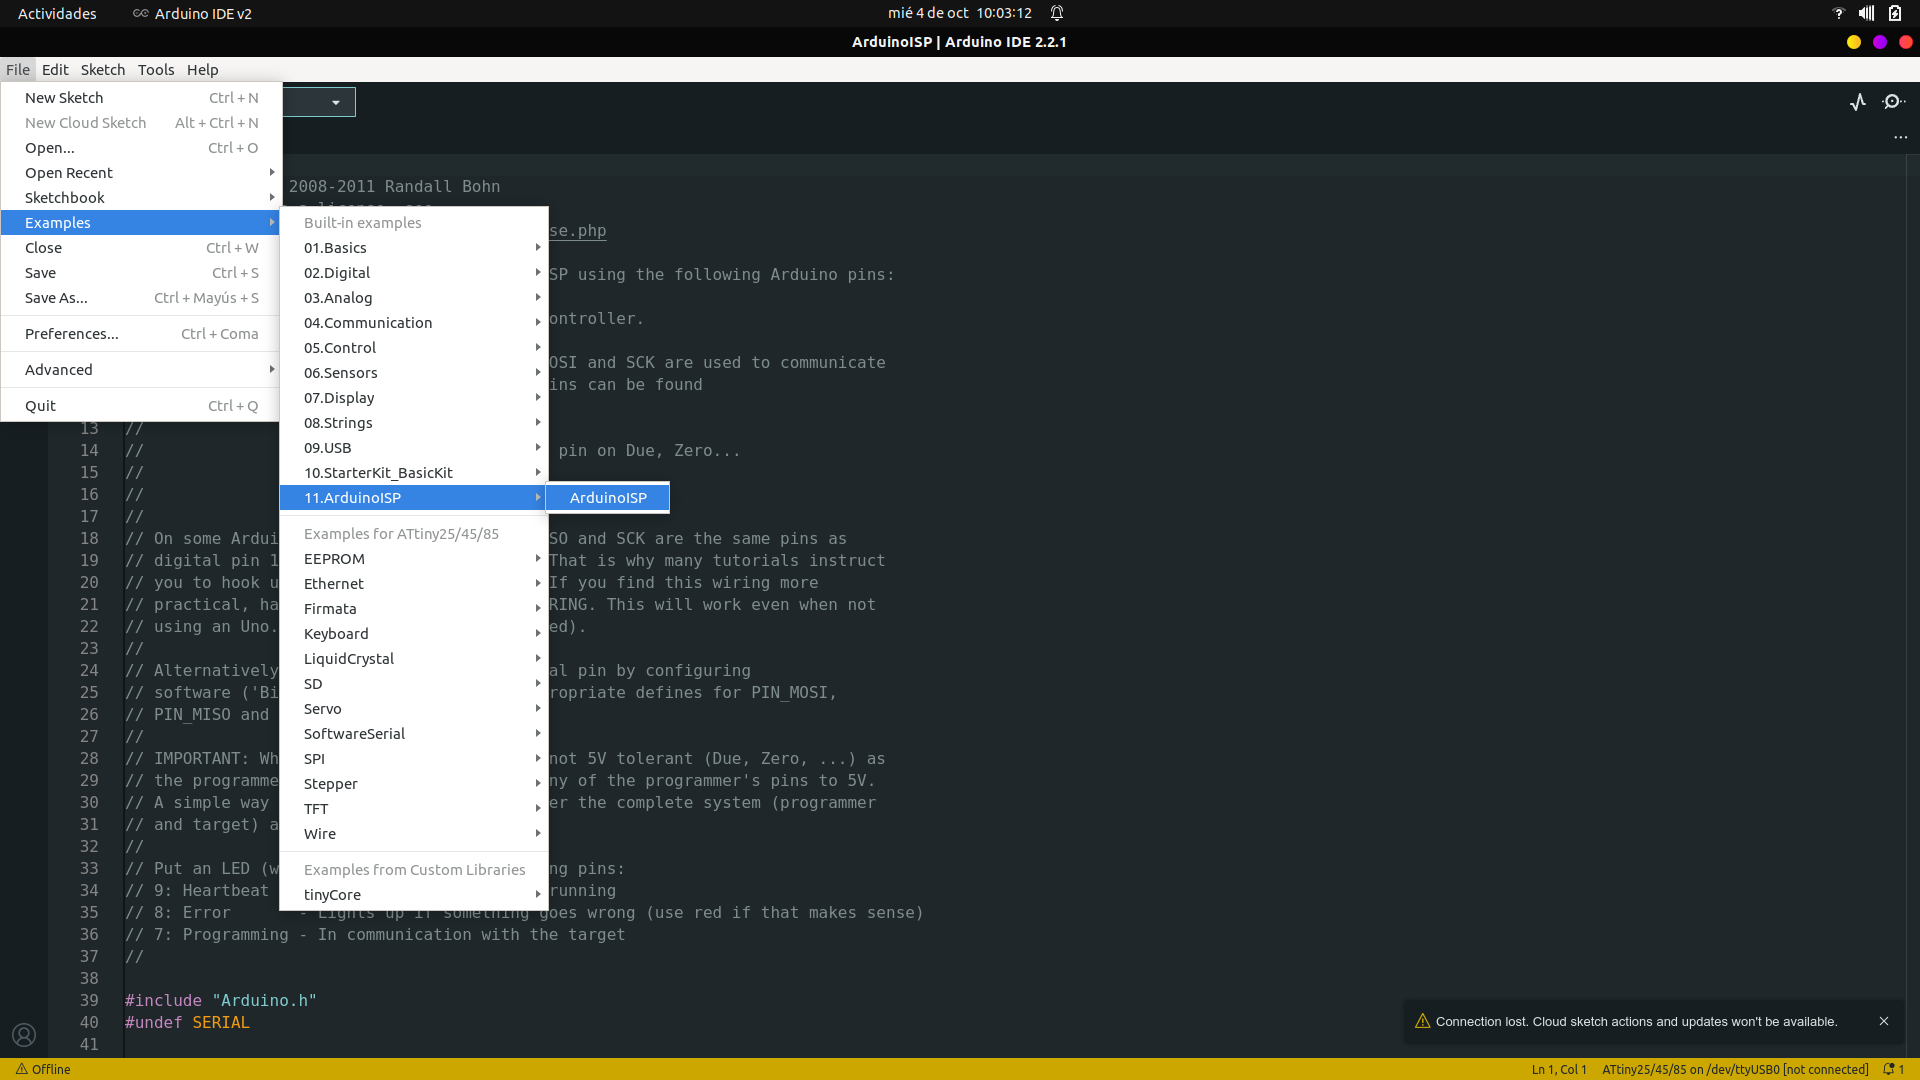 Actividades
Arduino IDE v2
mié 4 de oct 10:03:12
ArduinoISP | Arduino IDE 2.2.1
File Edit Sketch Tools Help
New Sketch Ctrl + N
New Cloud Sketch Alt + Ctrl + N
Open... Ctrl + O
Open Recent
Sketchbook
Examples
Close Ctrl + W
Save Ctrl + S
Save As... Ctrl + Mayús + S
Preferences... Ctrl + Coma
Advanced
Quit Ctrl + Q
Built-in examples
01.Basics
02.Digital
03.Analog
04.Communication
05.Control
06.Sensors
07.Display
08.Strings
09.USB
10.StarterKit_BasicKit
11.ArduinoISP
Examples for ATtiny25/45/85
EEPROM
Ethernet
Firmata
Keyboard
LiquidCrystal
SD
Servo
SoftwareSerial
SPI
Stepper
TFT
Wire
Examples from Custom Libraries
tinyCore
ArduinoISP
2008-2011 Randall Bohn
se.php
SP using the following Arduino pins:
ontroller.
OSI and SCK are used to communicate
ins can be found
13 //
14 // pin on Due, Zero...
15 //
16 //
17 //
18 // On some Ardui SO and SCK are the same pins as
19 // digital pin 1 That is why many tutorials instruct
20 // you to hook u If you find this wiring more
21 // practical, ha RING. This will work even when not
22 // using an Uno. ed).
23 //
24 // Alternatively al pin by configuring
25 // software ('Bi ropriate defines for PIN_MOSI,
26 // PIN_MISO and
27 //
28 // IMPORTANT: Wh not 5V tolerant (Due, Zero, ...) as
29 // the programme ny of the programmer's pins to 5V.
30 // A simple way er the complete system (programmer
31 // and target) a
32 //
33 // Put an LED (w ng pins:
34 // 9: Heartbeat running
35 // 8: Error - Lights up if something goes wrong (use red if that makes sense)
36 // 7: Programming - In communication with the target
37 //
38
39 #include "Arduino.h"
40 #undef SERIAL
41
Connection lost. Cloud sketch actions and updates won't be available.
Offline
Ln 1, Col 1 ATtiny25/45/85 on /dev/ttyUSB0 [not connected] 1